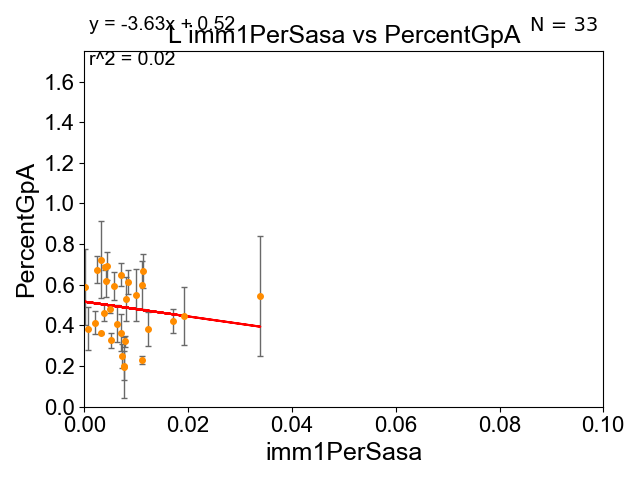 y = -3.63x + 0.52
L imm1PerSasa vs PercentGpA
N = 33
r^2 = 0.02
1.6
1.4
1.2
1.0
0.8
0.6
0.4
0.2
0.0
PercentGpA
0.00 0.02 0.04 0.06 0.08 0.10
imm1PerSasa